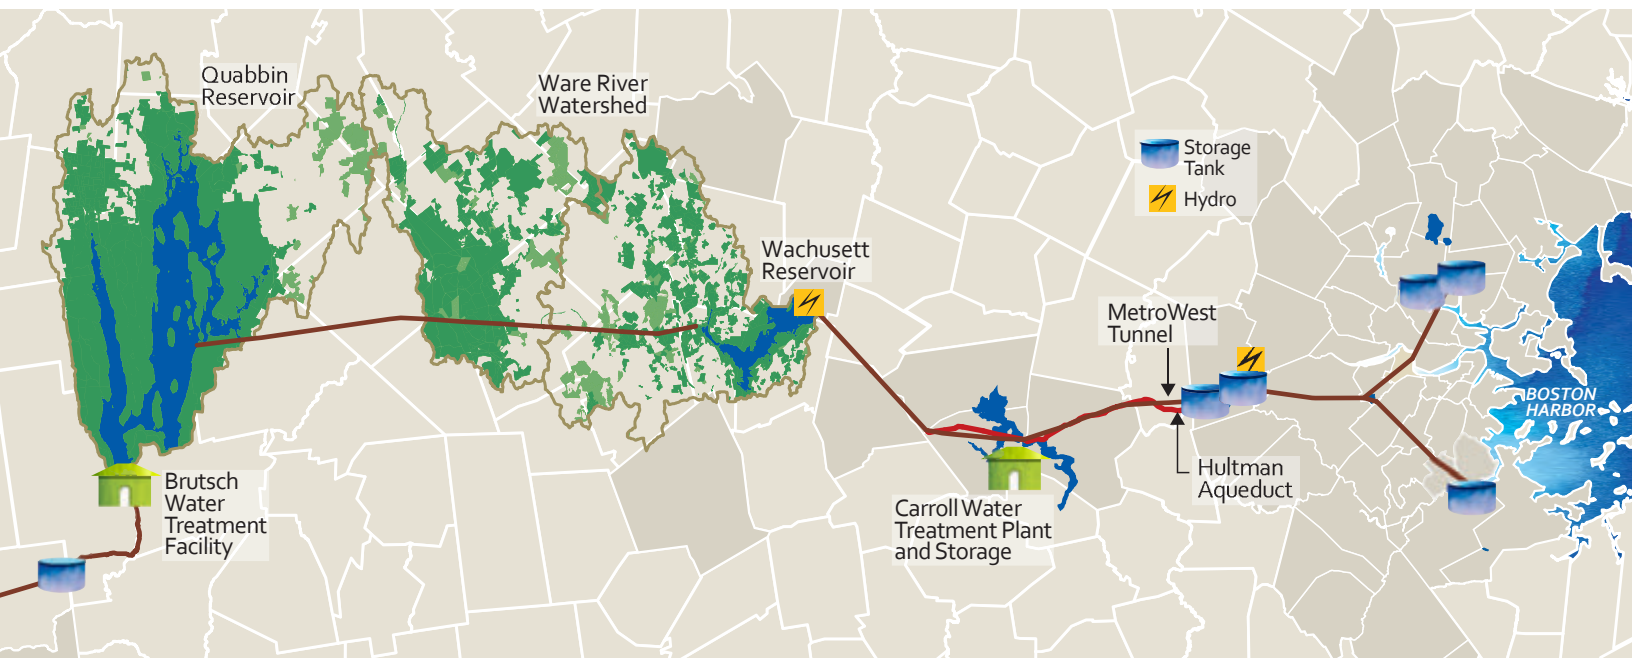 Quabbin
Reservoir
Ware River
Watershed
Storage
Tank
Hydro
Wachusett
Reservoir
MetroWest
Tunnel
BOSTON
HARBOR
Hultman
Aqueduct
Brutsch
Water
Treatment
Facility
Carroll Water
Treatment Plant
and Storage